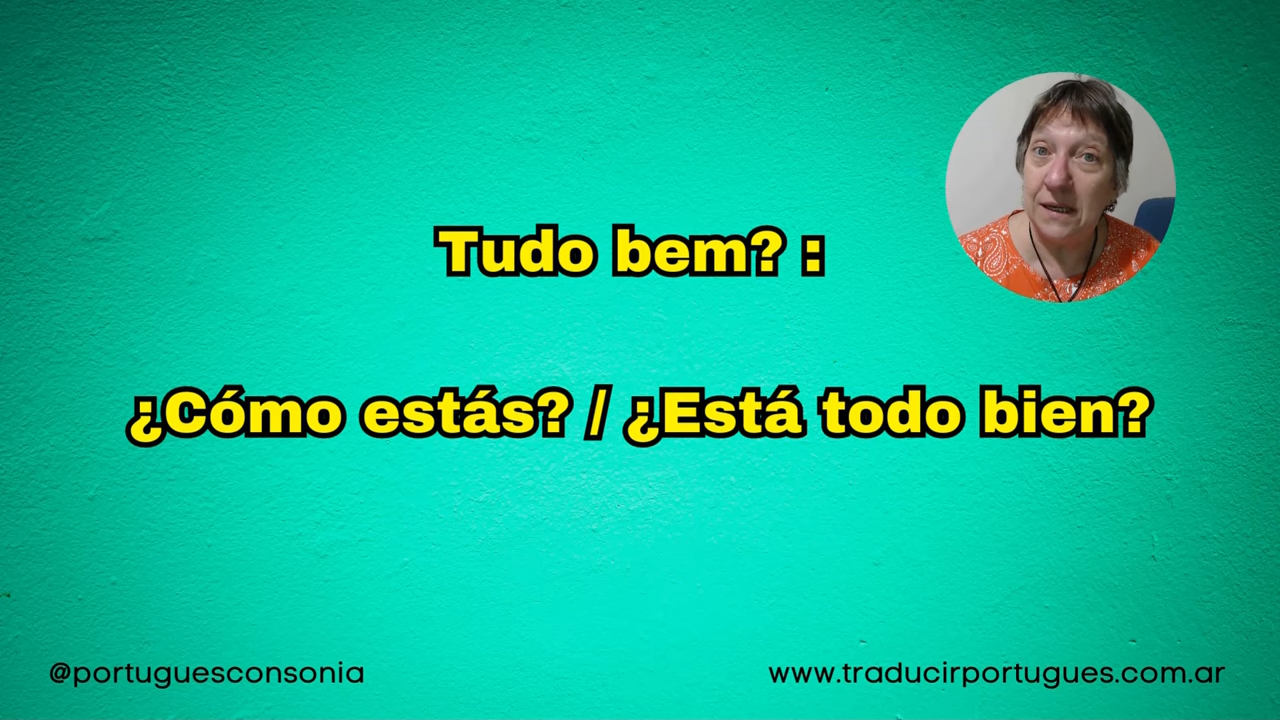 Tudo bem? :
¿Cómo estás? / ¿Está todo bien?
@portuguesconsonia
www.traducirportugues.com.ar